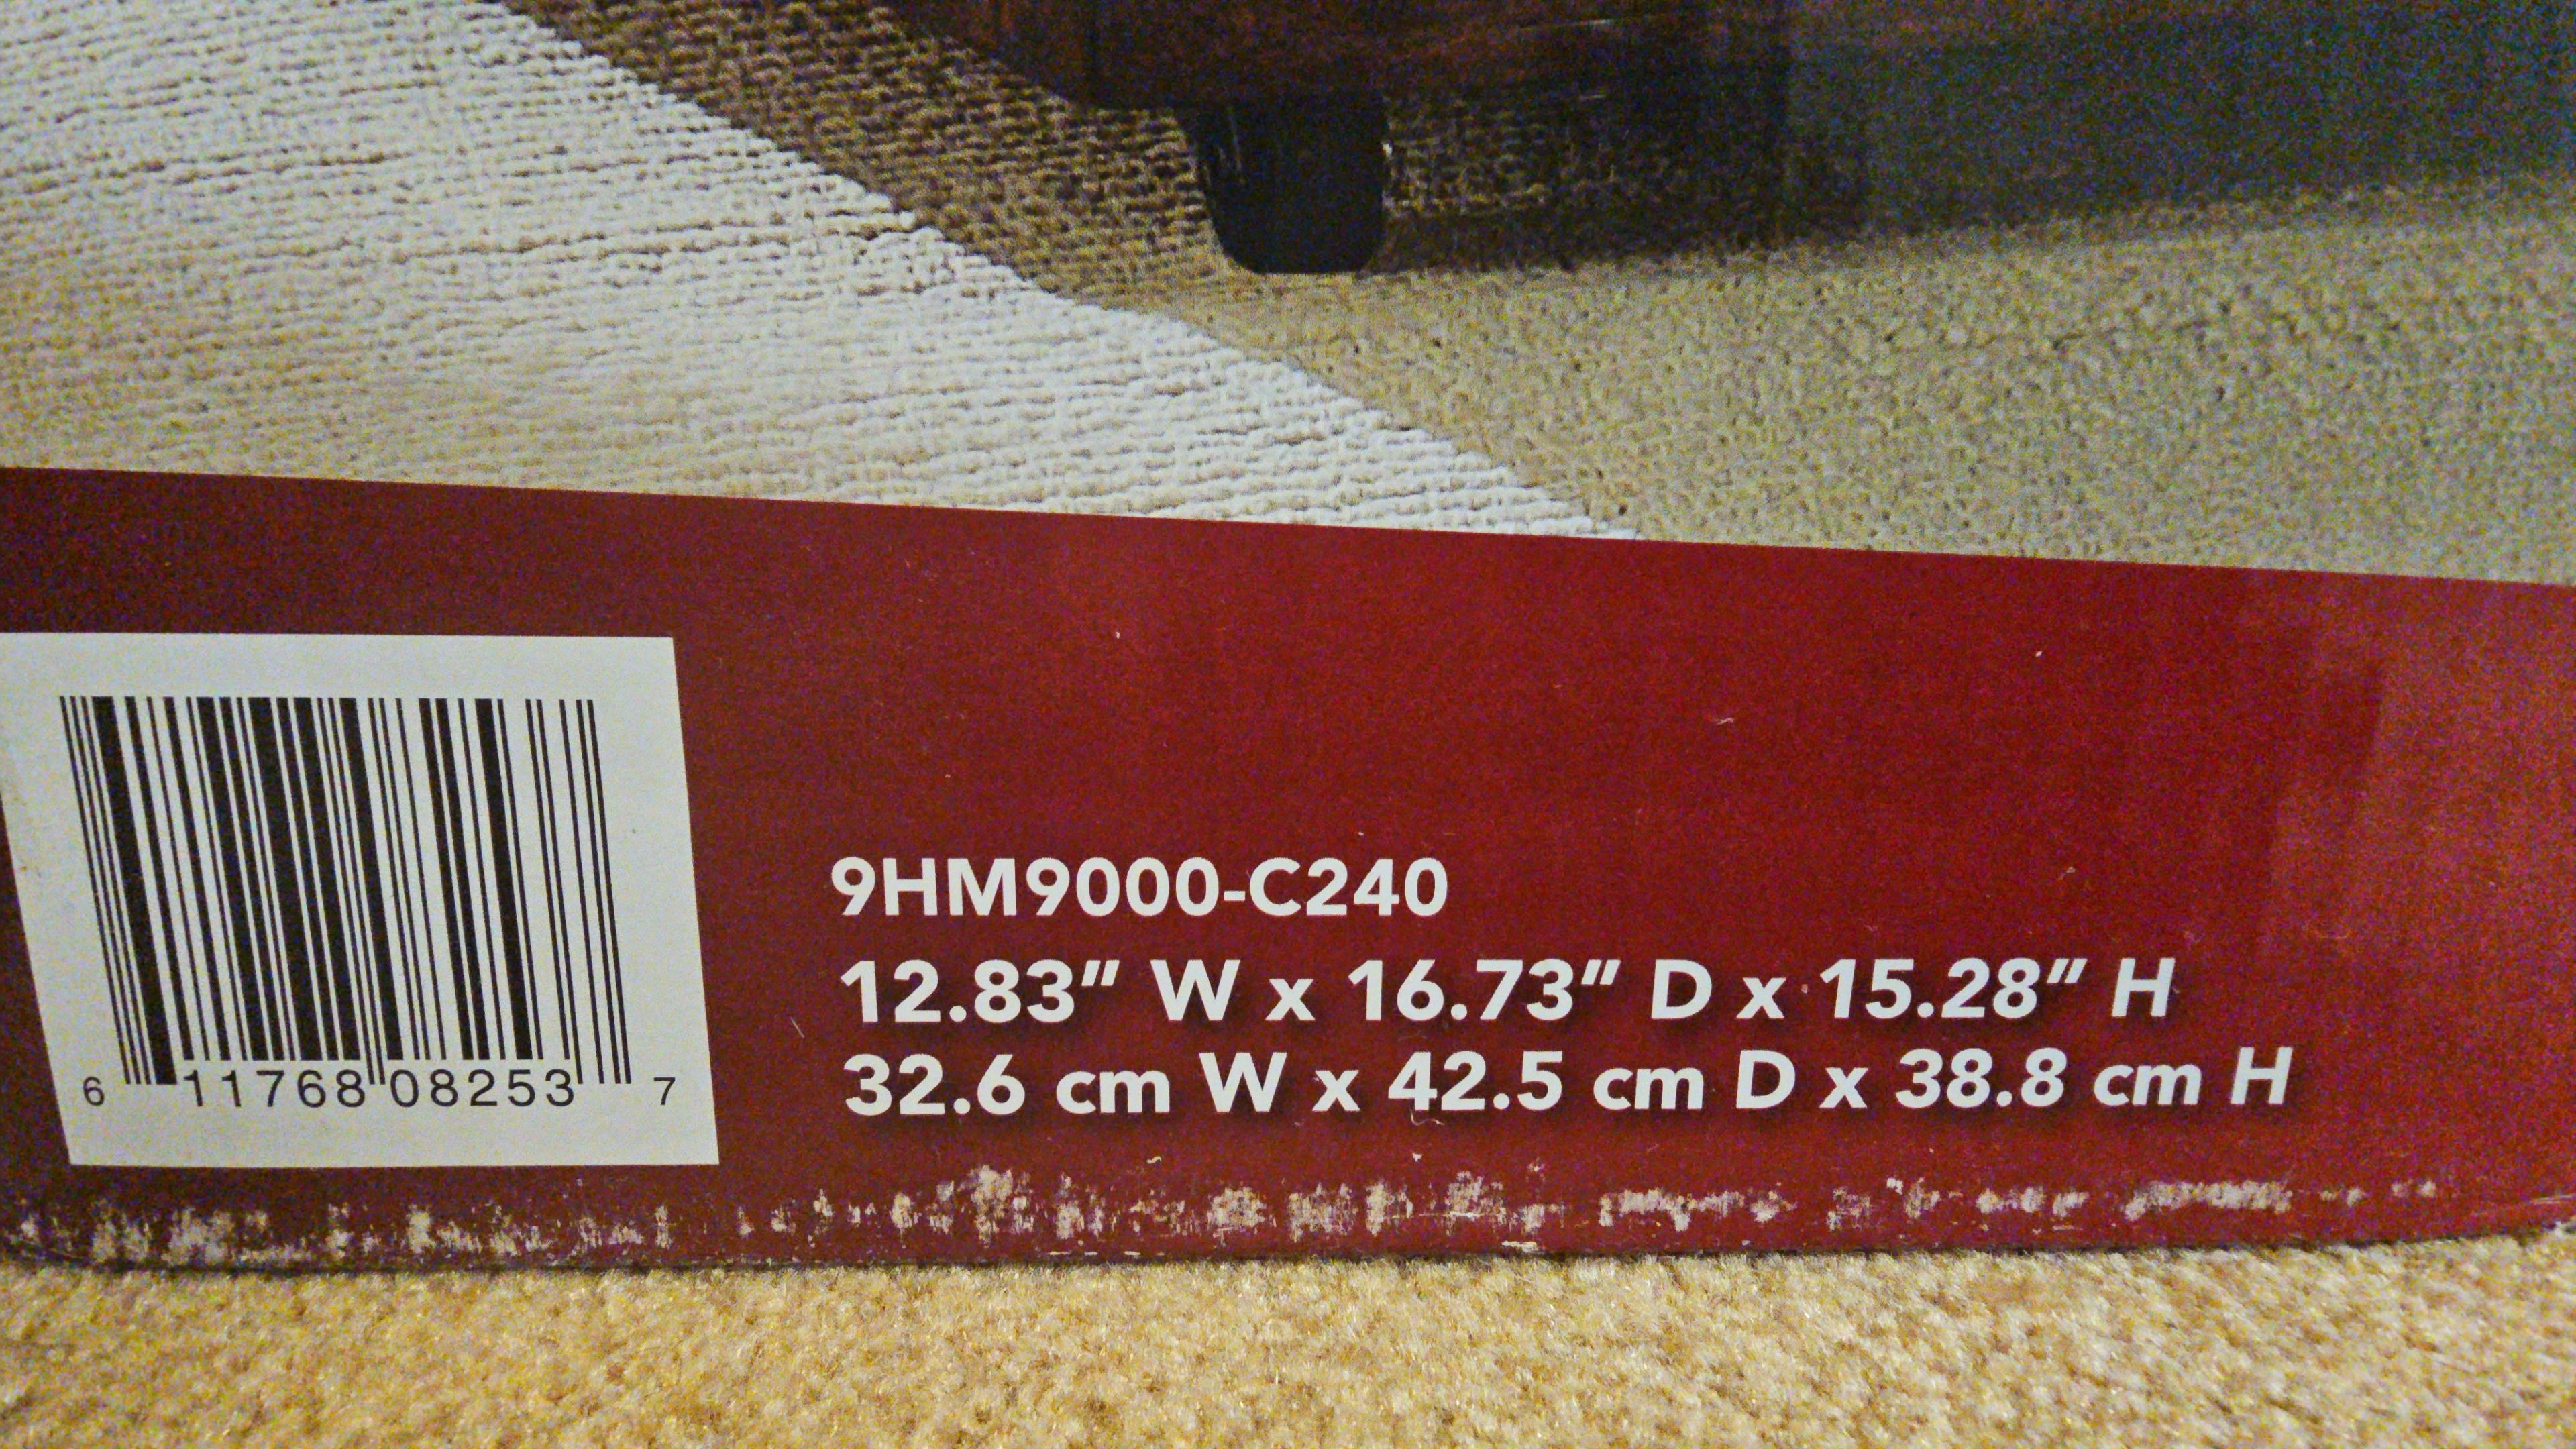 9HM9000-C240
12.83" W x 16.73" D x 15.28" H
32.6 cm W x 42.5 cm D x 38.8 cm H
6 11768 08253 7